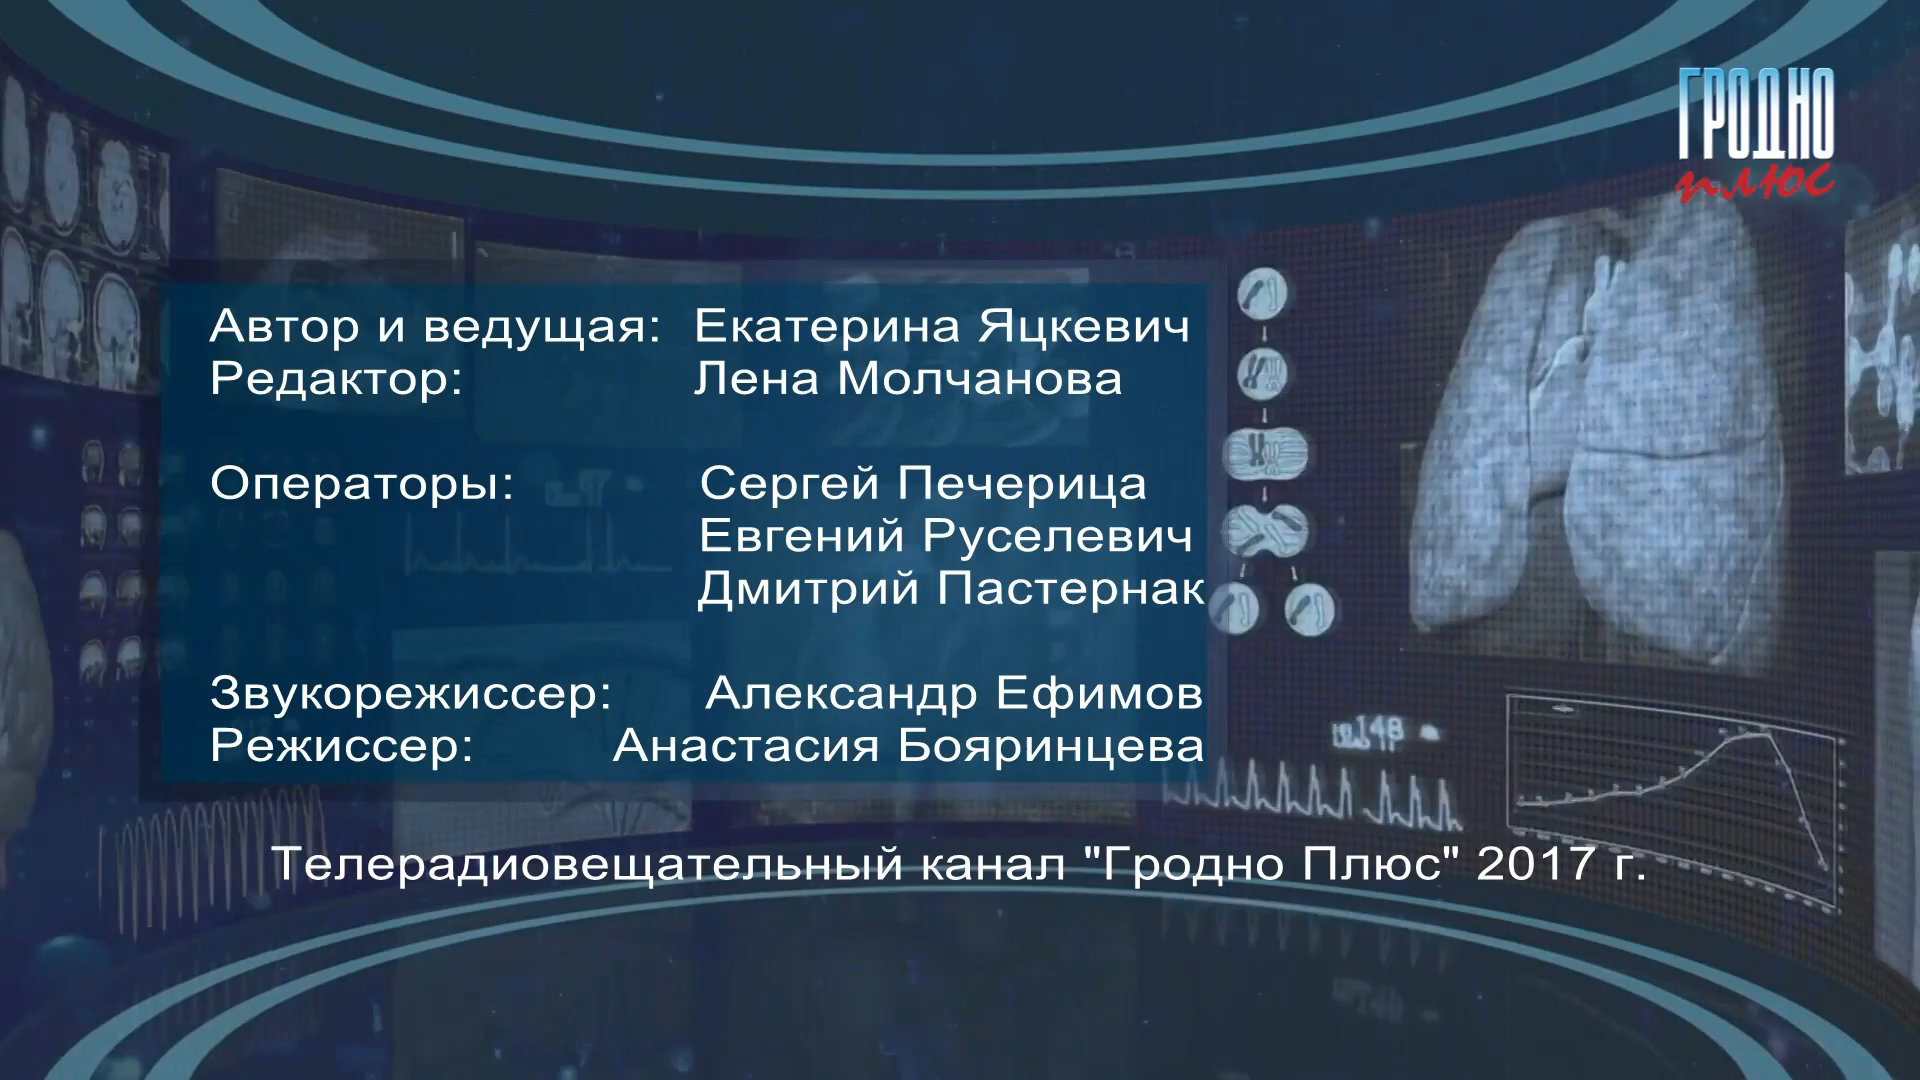 ГРОДНО
плюс
Автор и ведущая: Екатерина Яцкевич
Редактор: Лена Молчанова
Операторы: Сергей Печерица
Евгений Руселевич
Дмитрий Пастернак
Звукорежиссер: Александр Ефимов
Режиссер: Анастасия Бояринцева
Телерадиовещательный канал "Гродно Плюс" 2017 г.